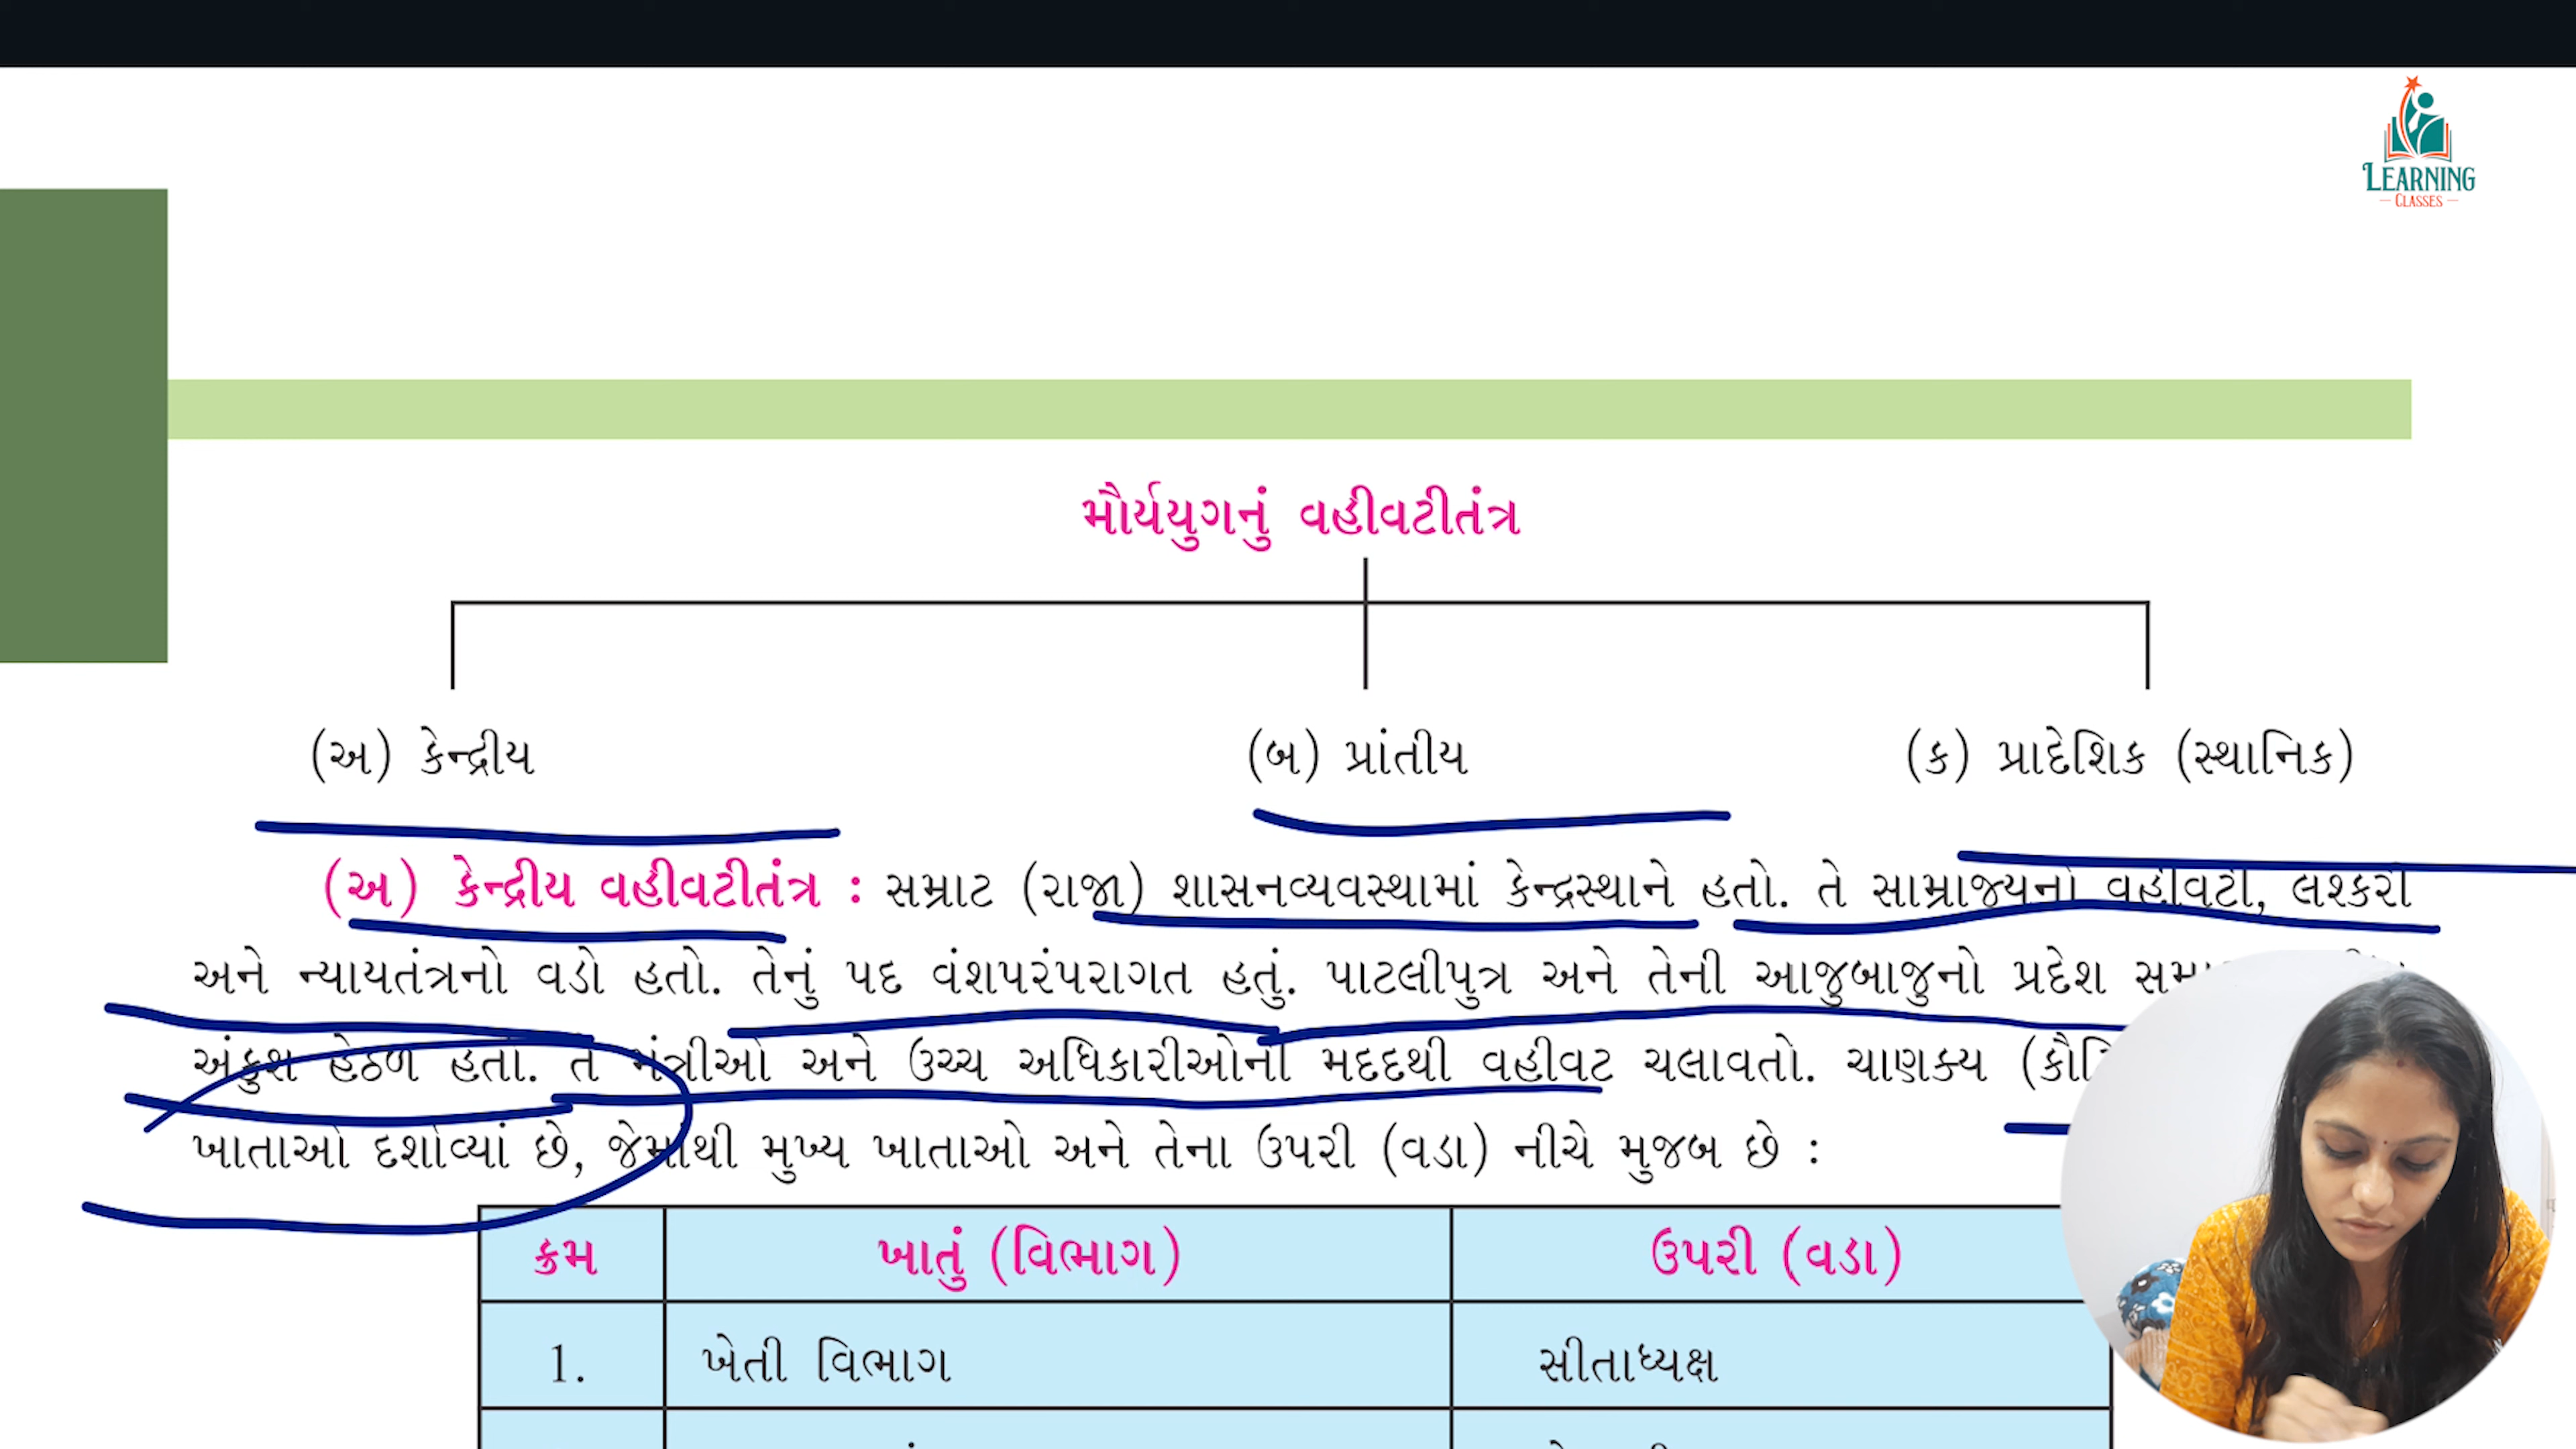 LEARNING
CLASSES
મૌર્યયુગનું વહીવટીતંત્ર
(અ) કેન્દ્રીય (બ) પ્રાંતીય (ક) પ્રાદેશિક (સ્થાનિક)
(અ) કેન્દ્રીય વહીવટીતંત્ર : સમ્રાટ (રાજા) શાસનવ્યવસ્થામાં કેન્દ્રસ્થાને હતો. તે સામ્રાજ્યનો વહીવટી, લશ્કરી
અને ન્યાયતંત્રનો વડો હતો. તેનું પદ વંશપરંપરાગત હતું. પાટલીપુત્ર અને તેની આજુબાજુનો પ્રદેશ
અંકુશ હેઠળ હતો. તે મંત્રીઓ અને ઉચ્ચ અધિકારીઓની મદદથી વહીવટ ચલાવતો. ચાણક્ય
ખાતાઓ દર્શાવ્યાં છે, જેમાંથી મુખ્ય ખાતાઓ અને તેના ઉપરી (વડા) નીચે મુજબ છે :
ક્રમ ખાતું (વિભાગ) ઉપરી (વડા)
1. ખેતી વિભાગ સીતાધ્યક્ષ